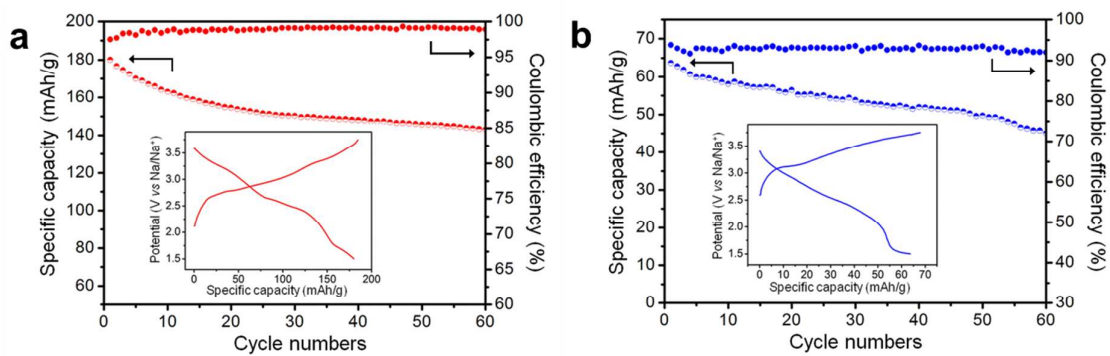 a
200
180
160
140
120
100
80
60
Specific capacity (mAh/g)
0 10 20 30 40 50 60
Cycle numbers
100
95
90
85
80
75
70
65
60
Coulombic efficiency (%)
3.5
3.0
2.5
2.0
1.5
Potential (V vs Na/Na⁺)
0 50 100 150 200
Specific capacity (mAh/g)
b
70
60
50
40
30
20
10
0
Specific capacity (mAh/g)
0 10 20 30 40 50 60
Cycle numbers
100
90
80
70
60
50
40
30
Coulombic efficiency (%)
3.5
3.0
2.5
2.0
1.5
Potential (V vs Na/Na⁺)
0 10 20 30 40 50 60 70
Specific capacity (mAh/g)